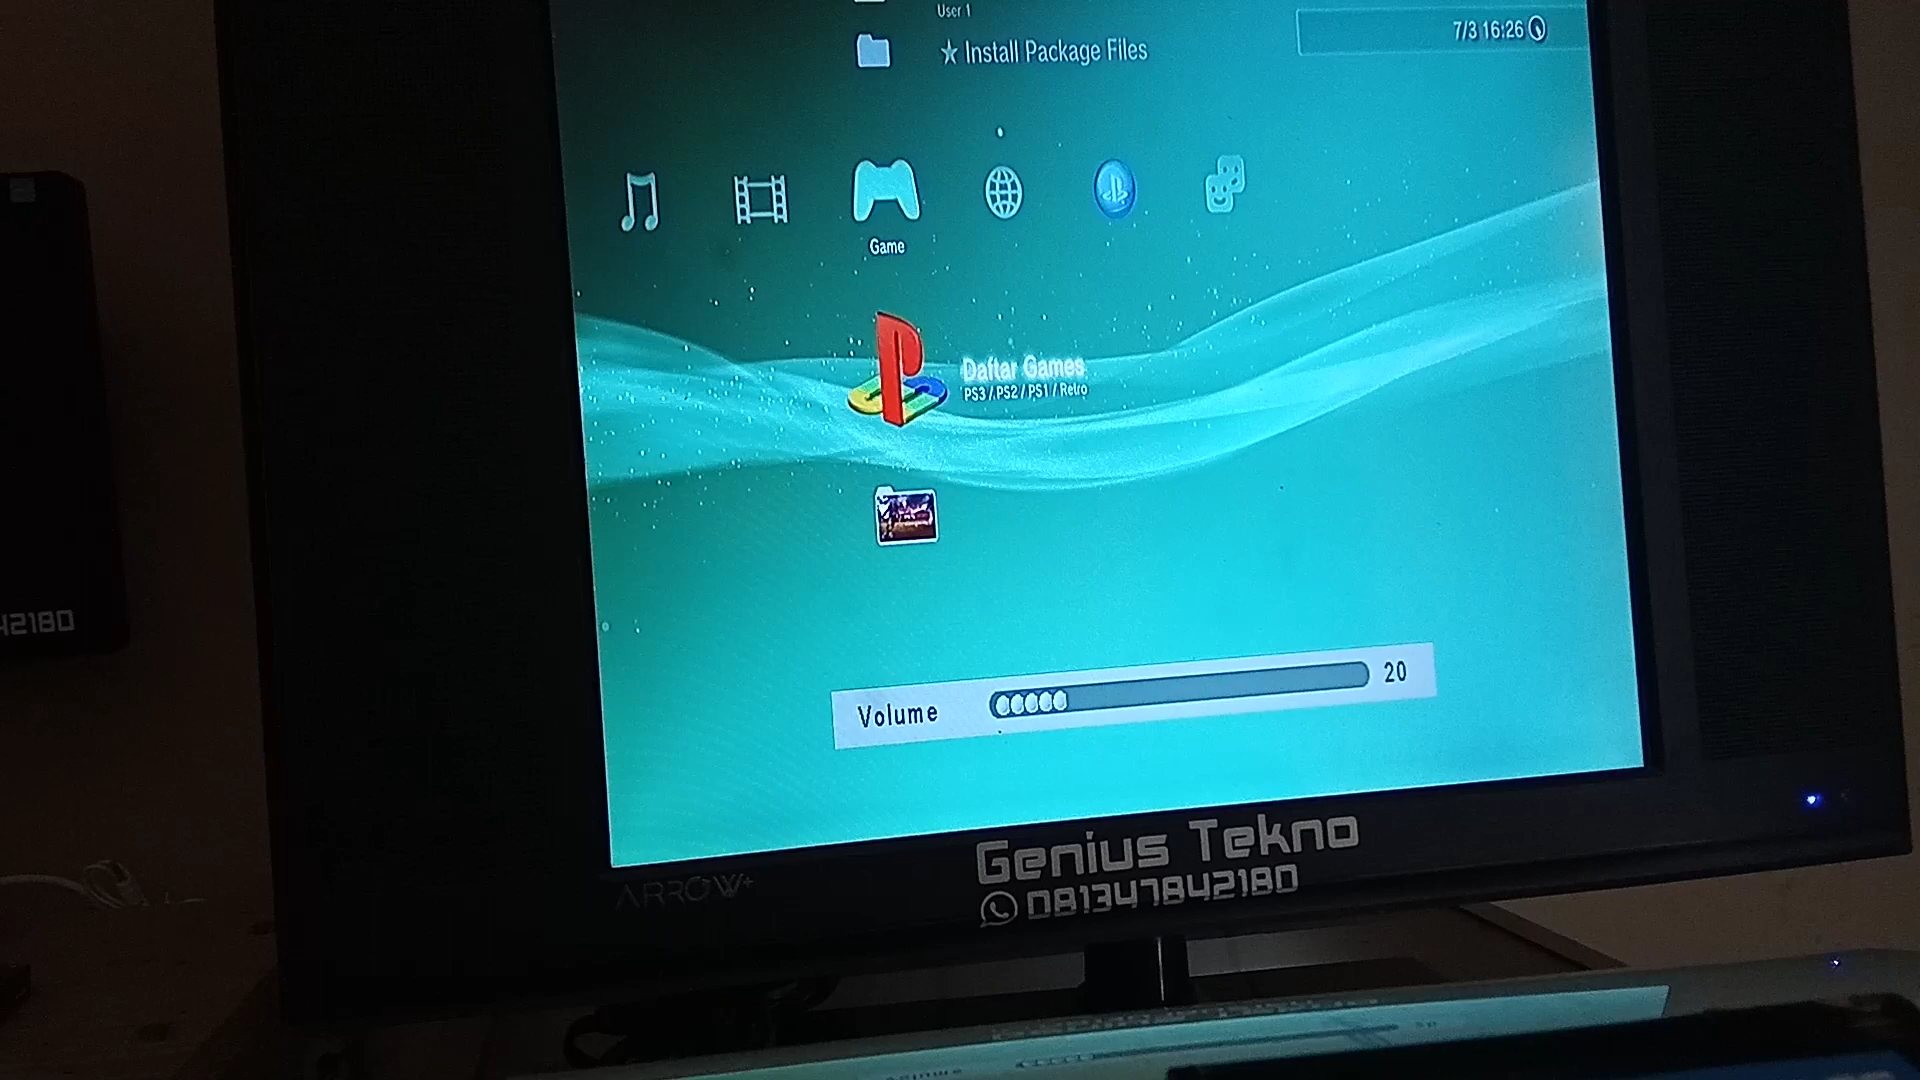 User 1
★ Install Package Files
7/3 16:26
Game
Daftar Games
PS3 / PS2 / PS1 / Retro
Volume 20
ARROW+
Genius Tekno
081347842180
42180